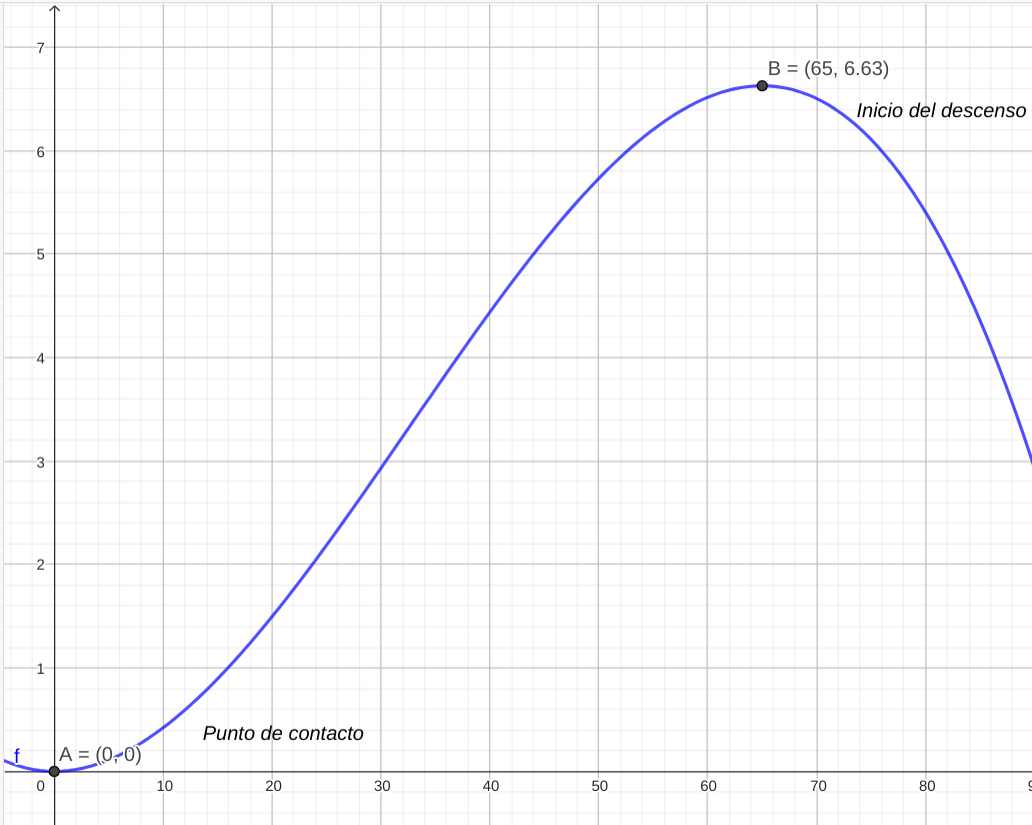 7
B = (65, 6.63)
Inicio del descenso
6
5
4
3
2
1
Punto de contacto
f
A = (0, 0)
0 10 20 30 40 50 60 70 80